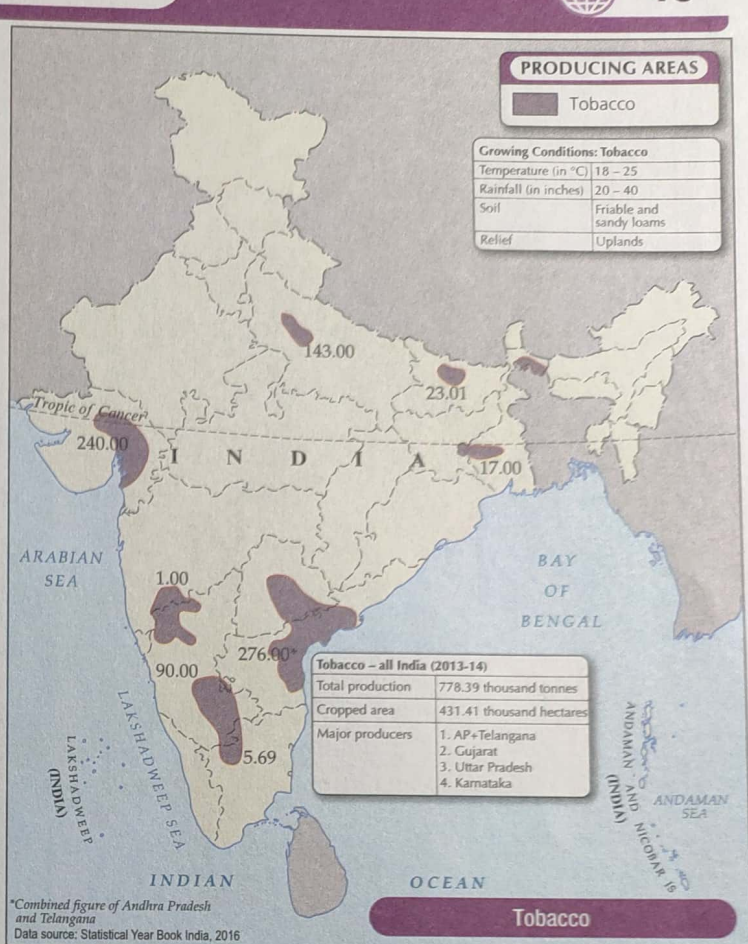 PRODUCING AREAS
Tobacco
Growing Conditions: Tobacco
Temperature (in °C) 18 – 25
Rainfall (in inches) 20 – 40
Soil Friable and
sandy loams
Relief Uplands
143.00
23.01
Tropic of Cancer
240.00
I N D I A
17.00
ARABIAN
SEA
BAY
OF
BENGAL
1.00
276.00*
90.00
5.69
Tobacco – all India (2013-14)
Total production 778.39 thousand tonnes
Cropped area 431.41 thousand hectares
Major producers 1. AP+Telangana
2. Gujarat
3. Uttar Pradesh
4. Karnataka
LAKSHADWEEP SEA
LAKSHADWEEP
(INDIA)
ANDAMAN AND NICOBAR IS
(INDIA)
ANDAMAN
SEA
INDIAN OCEAN
*Combined figure of Andhra Pradesh
and Telangana
Data source: Statistical Year Book India, 2016
Tobacco